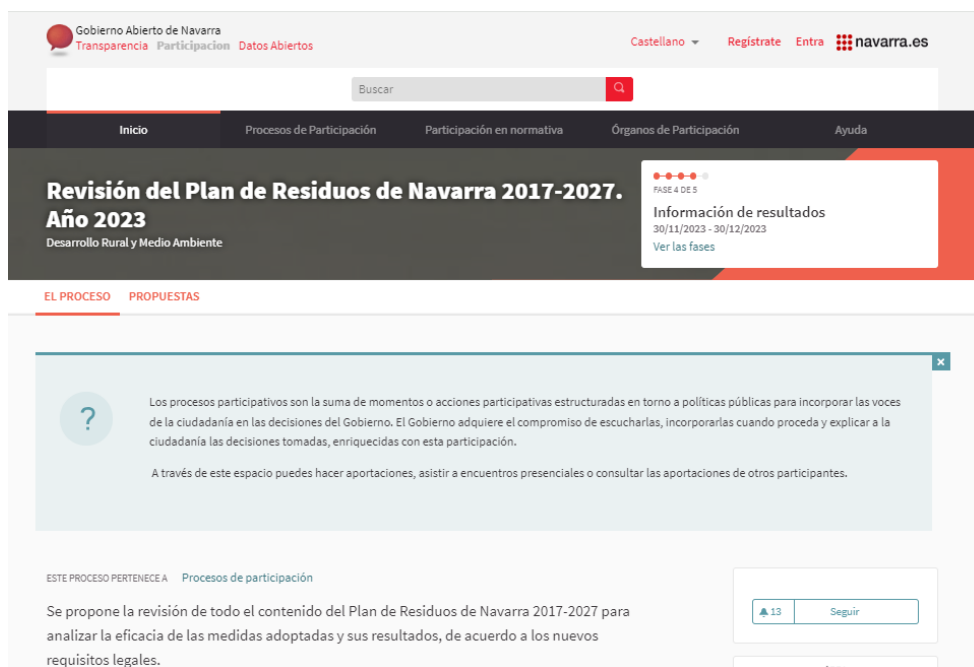 Gobierno Abierto de Navarra
Transparencia Participacion Datos Abiertos
Castellano
Regístrate
Entra
navarra.es
Buscar
Inicio
Procesos de Participación
Participación en normativa
Órganos de Participación
Ayuda
Revisión del Plan de Residuos de Navarra 2017-2027.
Año 2023
Desarrollo Rural y Medio Ambiente
FASE 4 DE 5
Información de resultados
30/11/2023 - 30/12/2023
Ver las fases
EL PROCESO
PROPUESTAS
×
?
Los procesos participativos son la suma de momentos o acciones participativas estructuradas en torno a políticas públicas para incorporar las voces
de la ciudadanía en las decisiones del Gobierno. El Gobierno adquiere el compromiso de escucharlas, incorporarlas cuando proceda y explicar a la
ciudadanía las decisiones tomadas, enriquecidas con esta participación.
A través de este espacio puedes hacer aportaciones, asistir a encuentros presenciales o consultar las aportaciones de otros participantes.
ESTE PROCESO PERTENECE A Procesos de participación
Se propone la revisión de todo el contenido del Plan de Residuos de Navarra 2017-2027 para
analizar la eficacia de las medidas adoptadas y sus resultados, de acuerdo a los nuevos
requisitos legales.
13
Seguir